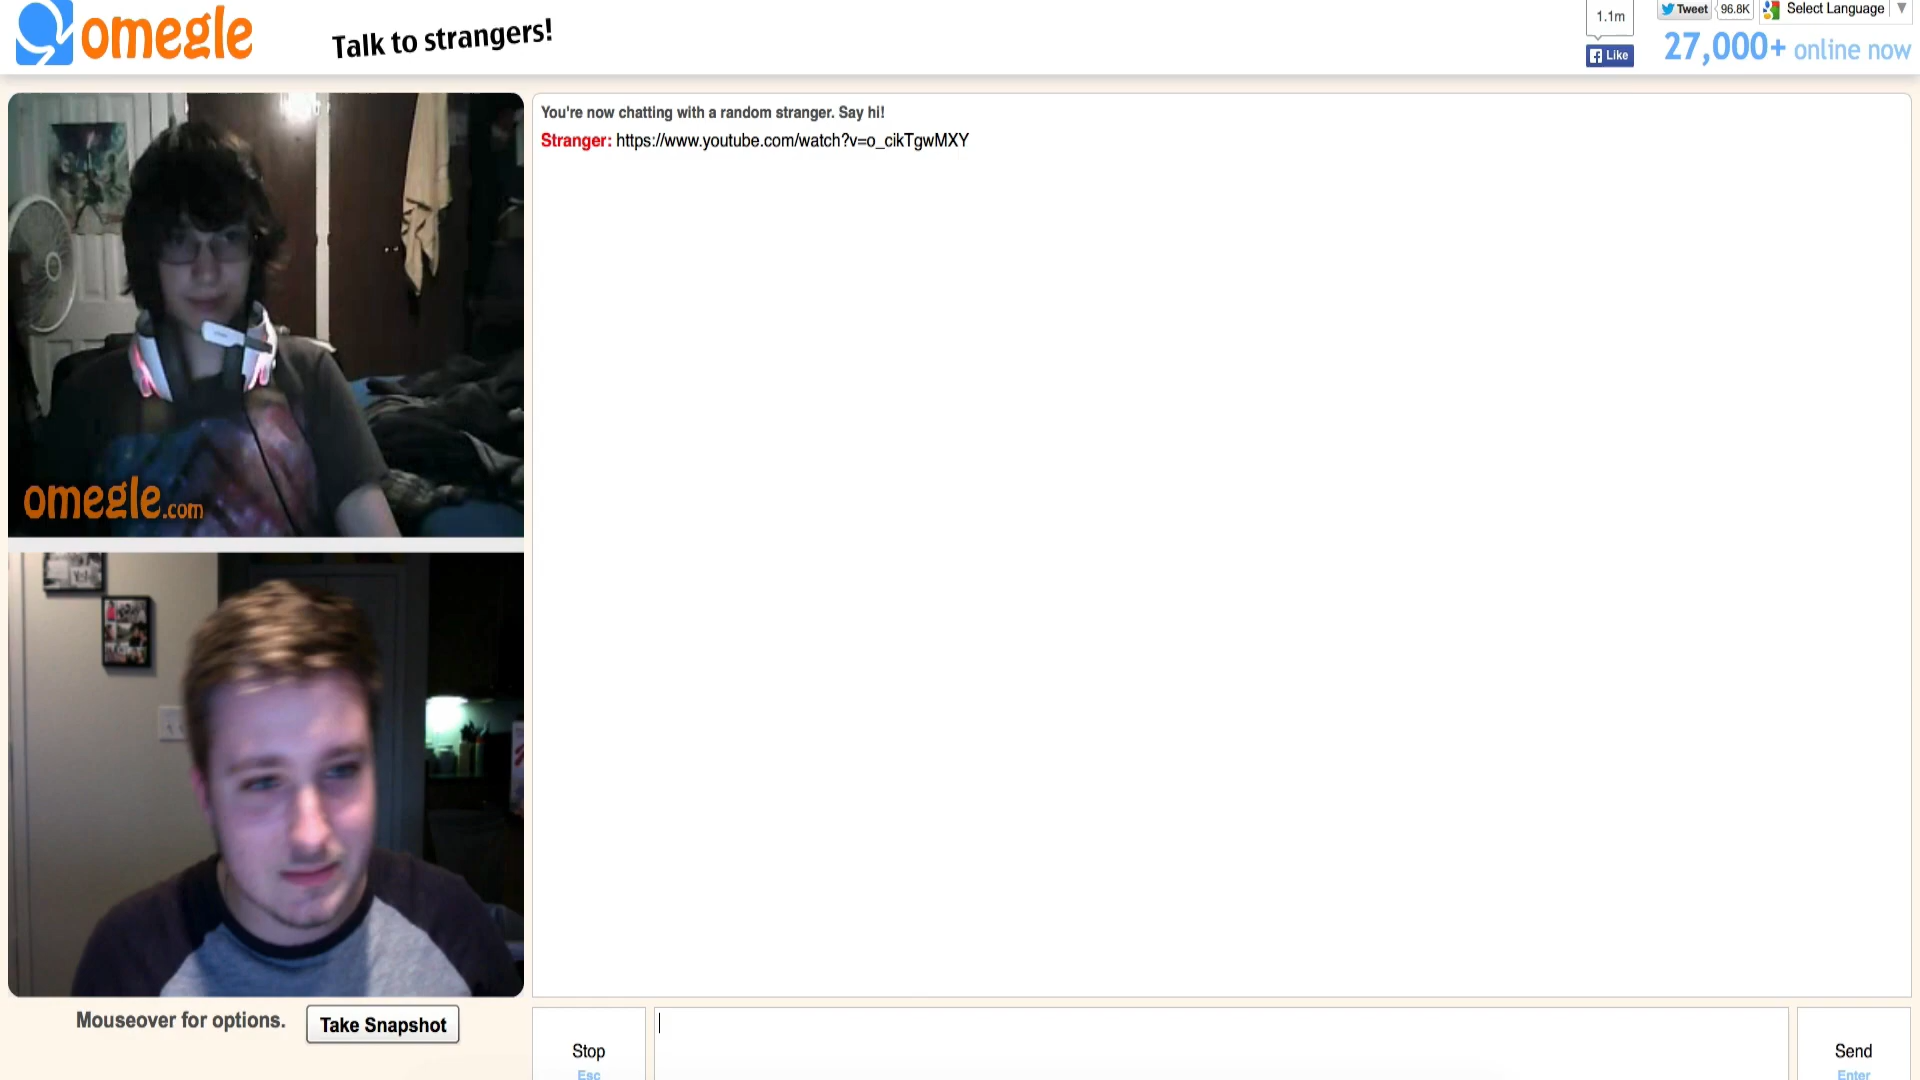 omegle
Talk to strangers!
1.1m
Like
Tweet
96.8K
Select Language
27,000+ online now
You're now chatting with a random stranger. Say hi!
Stranger: https://www.youtube.com/watch?v=o_cikTgwMXY
omegle.com
Mouseover for options.
Take Snapshot
Stop
Esc
Send
Enter